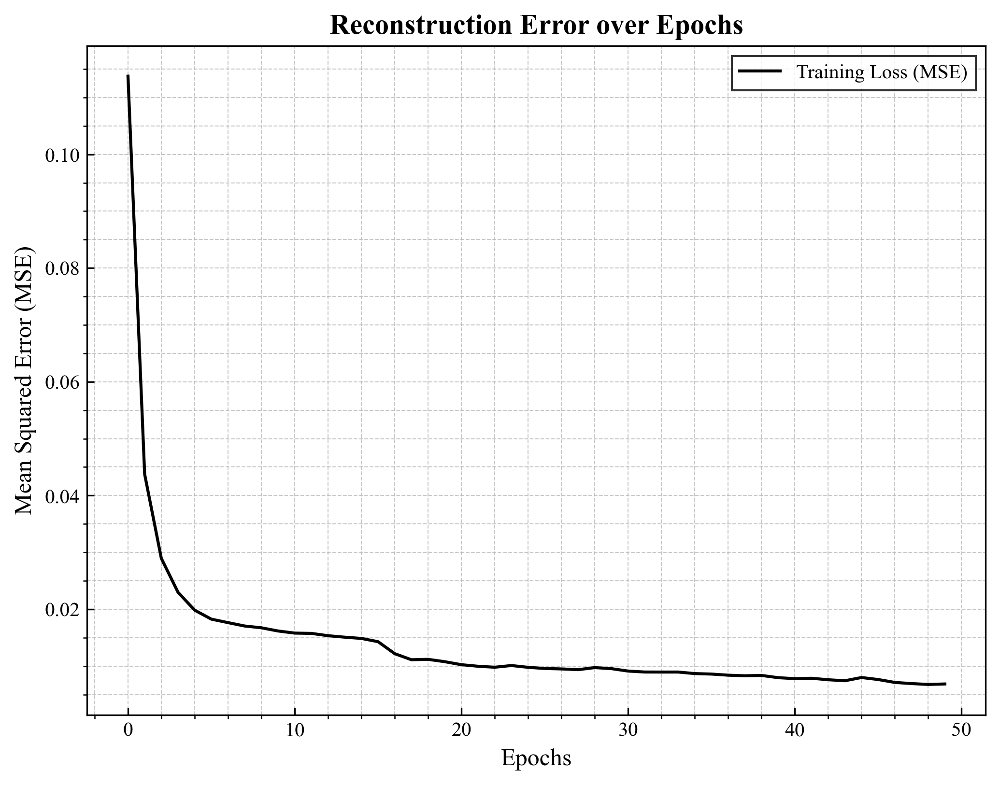 Reconstruction Error over Epochs
Training Loss (MSE)
Mean Squared Error (MSE)
0.10
0.08
0.06
0.04
0.02
0 10 20 30 40 50
Epochs